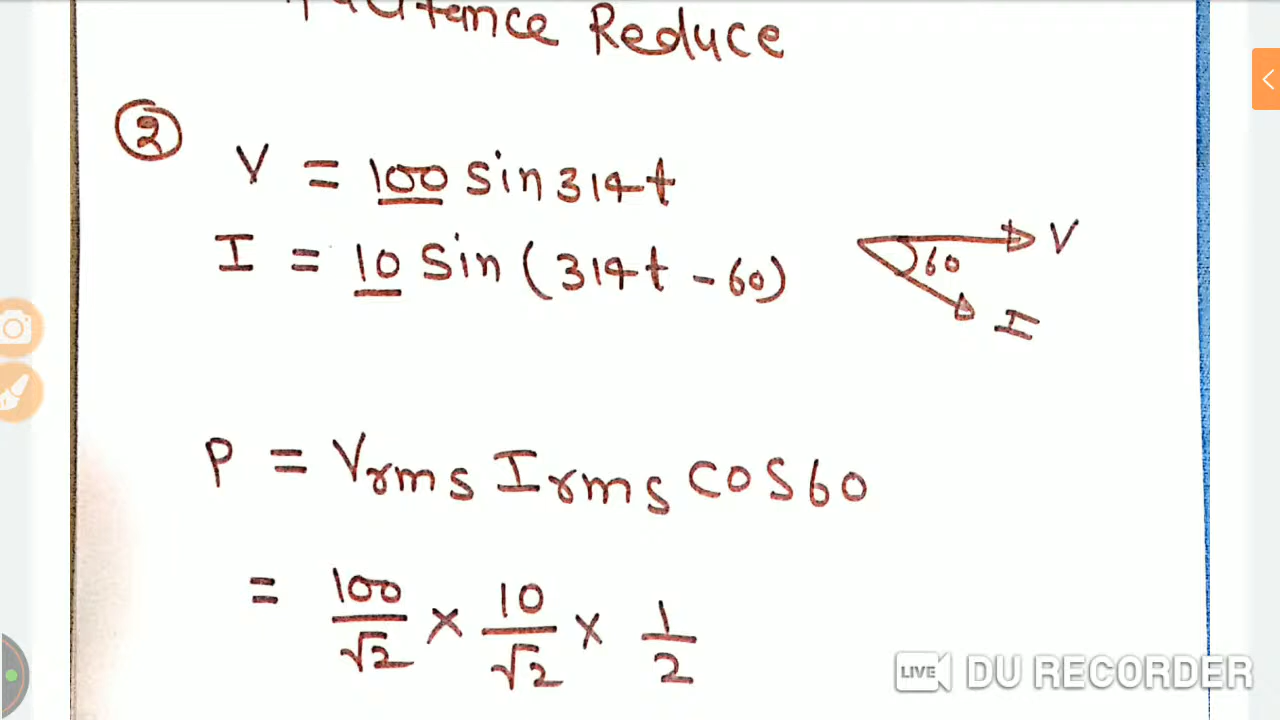 Reduce
② V = 100 sin 314t
I = 10 Sin (314t - 60)
V
60
I
P = Vrms Irms cos 60
= 100/√2 × 10/√2 × 1/2
LIVE DU RECORDER